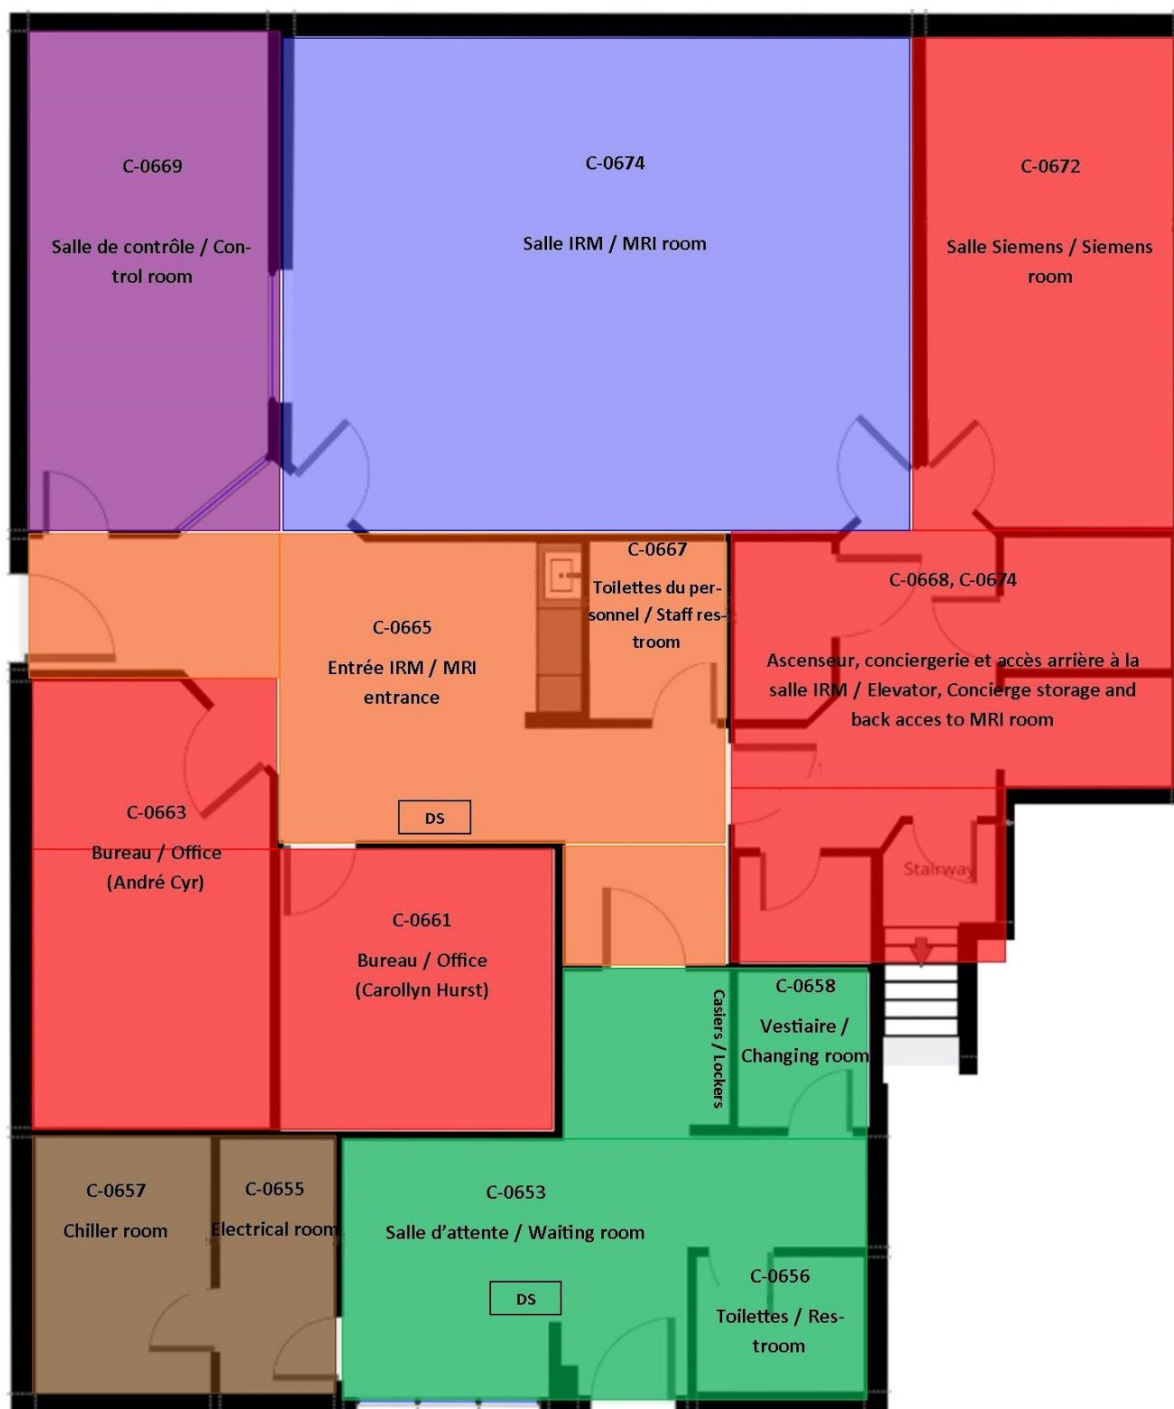 C-0669
Salle de contrôle / Con-
trol room
C-0674
Salle IRM / MRI room
C-0672
Salle Siemens / Siemens
room
C-0665
Entrée IRM / MRI
entrance
C-0667
Toilettes du per-
sonnel / Staff res-
troom
C-0668, C-0674
Ascenseur, conciergerie et accès arrière à la
salle IRM / Elevator, Concierge storage and
back acces to MRI room
DS
C-0663
Bureau / Office
(André Cyr)
C-0661
Bureau / Office
(Carollyn Hurst)
Stairway
Casiers / Lockers
C-0658
Vestiaire /
Changing room
C-0657
Chiller room
C-0655
Electrical room
C-0653
Salle d'attente / Waiting room
DS
C-0656
Toilettes / Res-
troom